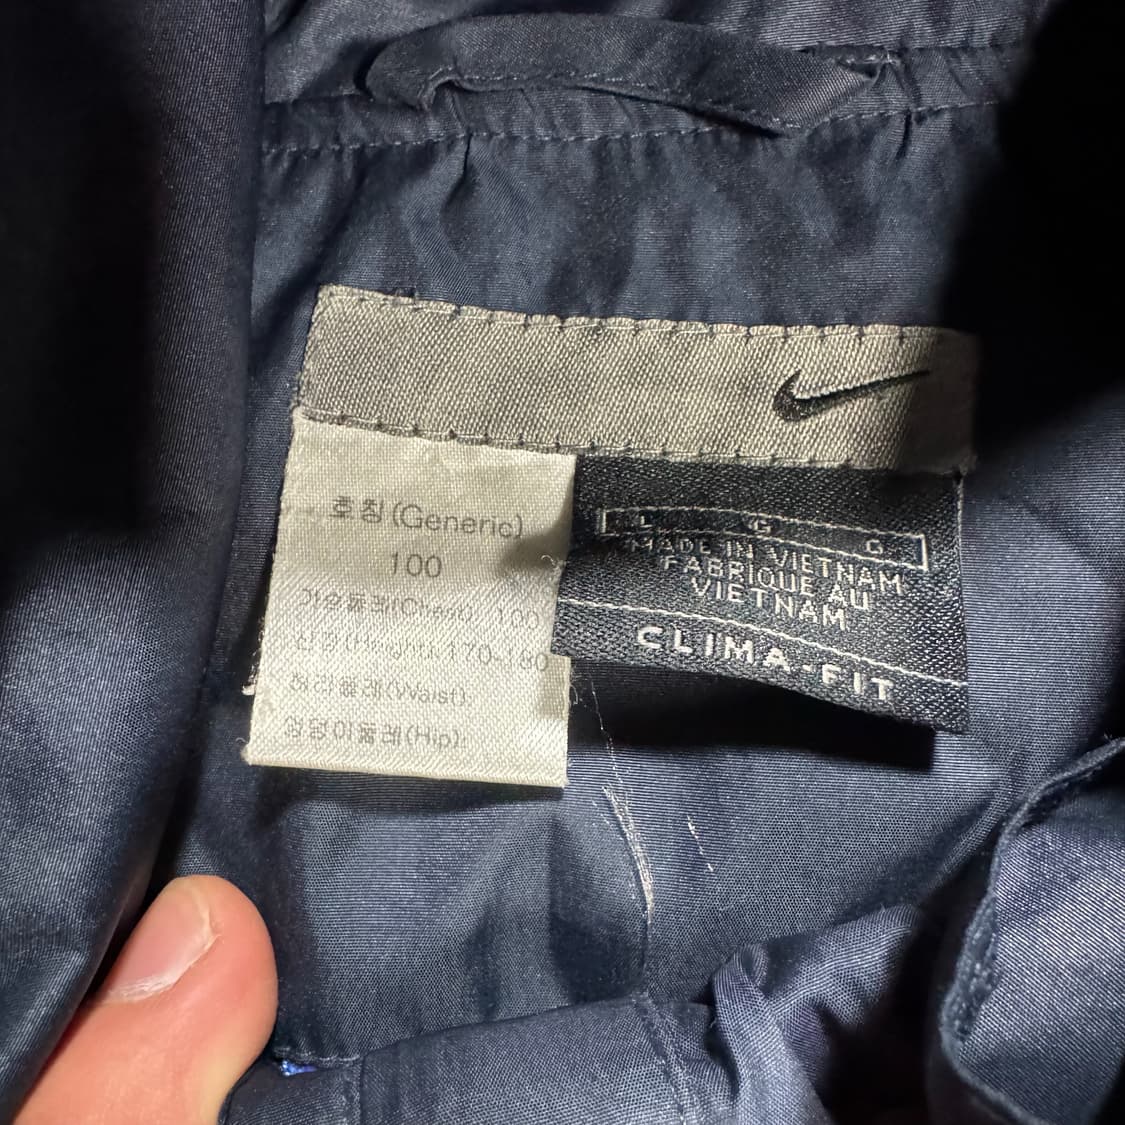 호칭(Generic)
100
가슴둘레(Chest): 100
신장(Height): 170-180
허리둘레(Waist):
엉덩이둘레(Hip):
L G G
MADE IN VIETNAM
FABRIQUE AU
VIETNAM
CLIMA-FIT